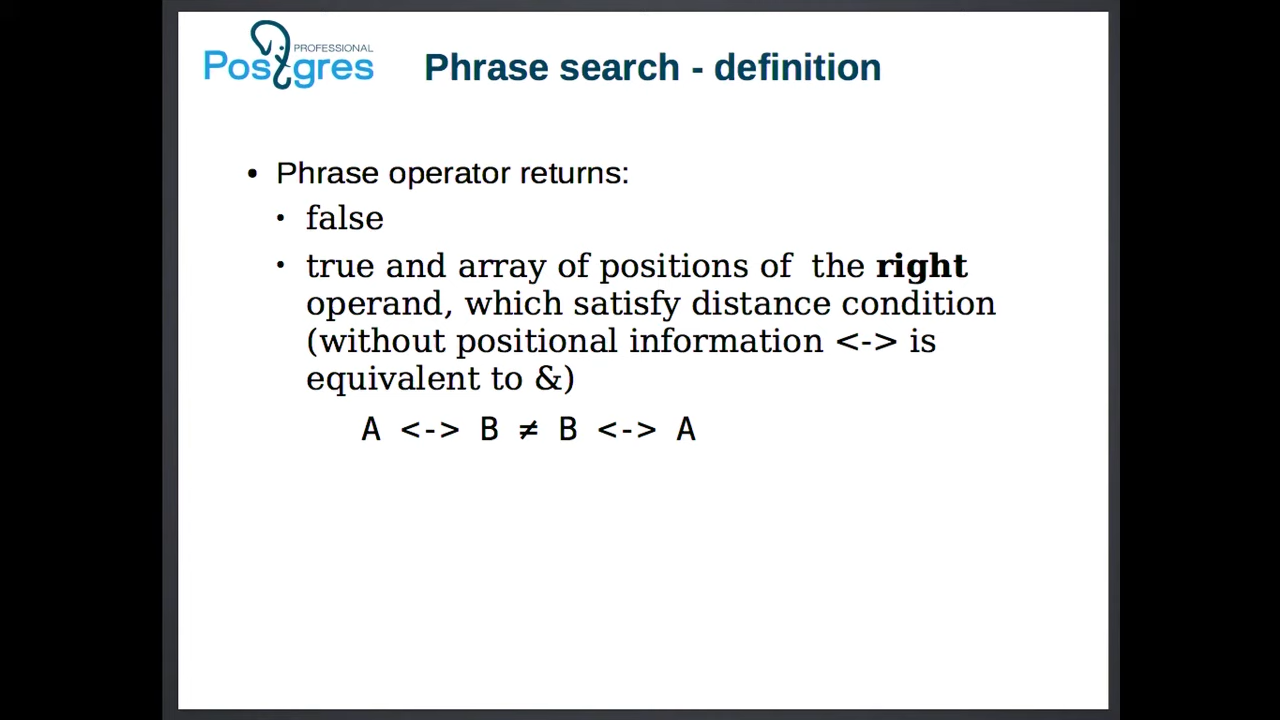 PROFESSIONAL
Postgres
Phrase search - definition
• Phrase operator returns:
• false
• true and array of positions of the right
operand, which satisfy distance condition
(without positional information <-> is
equivalent to &)
A <-> B ≠ B <-> A